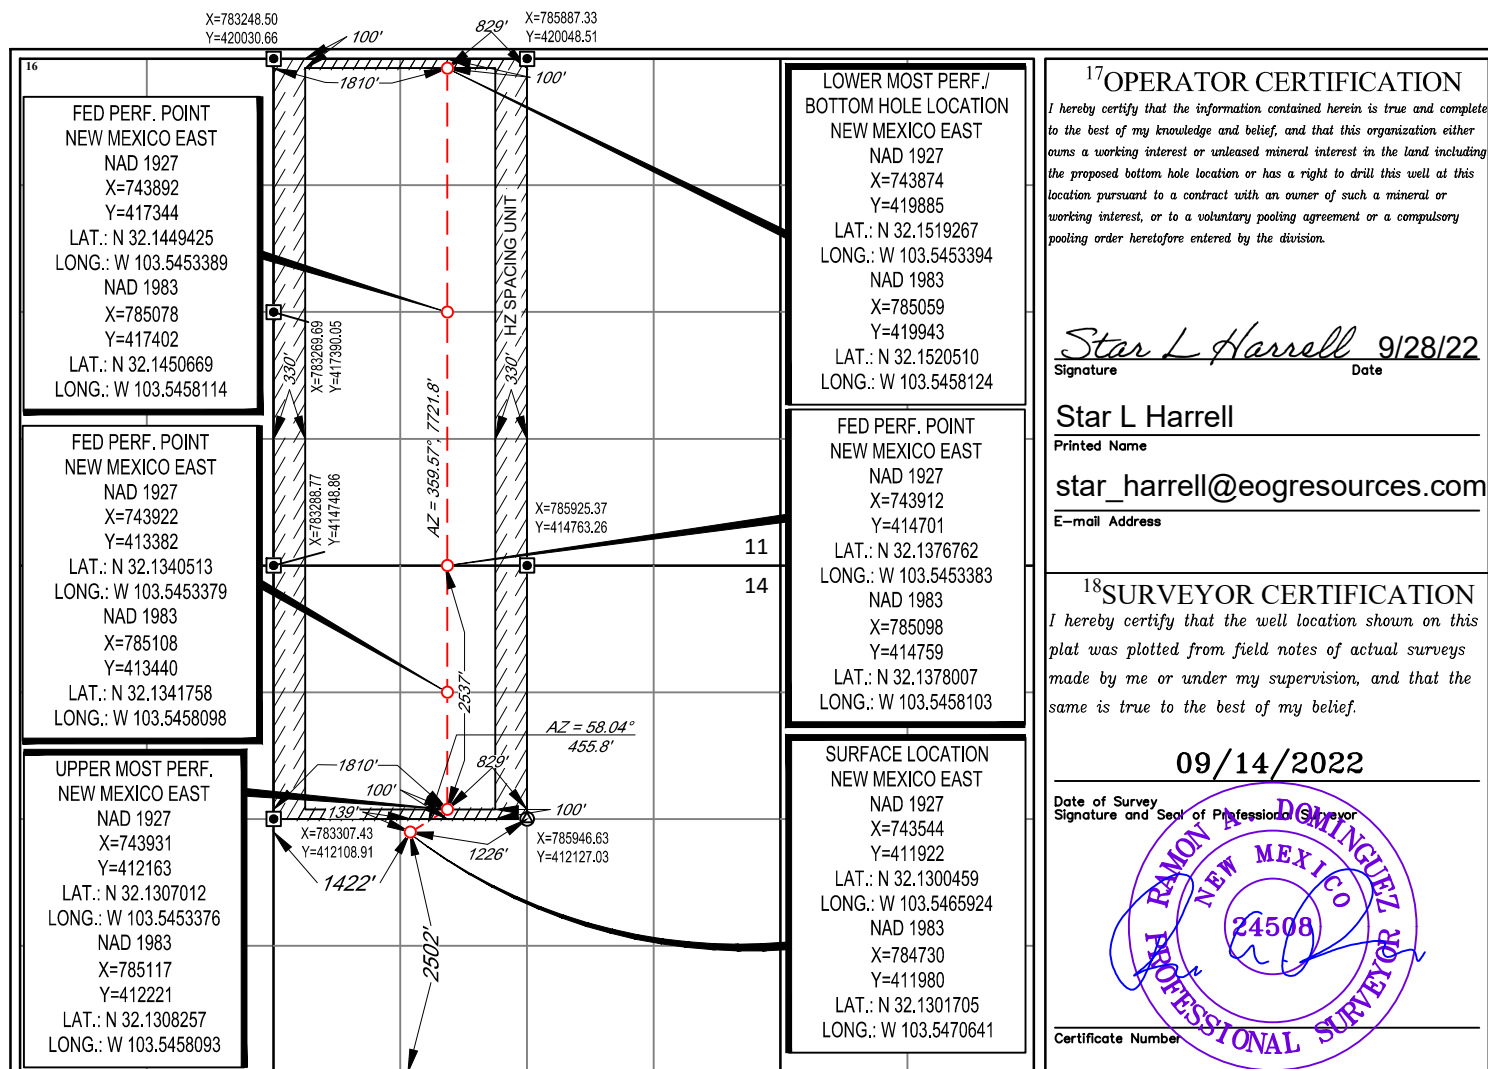 X=783248.50
Y=420030.66
100'
829'
X=785887.33
Y=420048.51
16
1810'
100'
FED PERF. POINT
NEW MEXICO EAST
NAD 1927
X=743892
Y=417344
LAT.: N 32.1449425
LONG.: W 103.5453389
NAD 1983
X=785078
Y=417402
LAT.: N 32.1450669
LONG.: W 103.5458114
FED PERF. POINT
NEW MEXICO EAST
NAD 1927
X=743922
Y=413382
LAT.: N 32.1340513
LONG.: W 103.5453379
NAD 1983
X=785108
Y=413440
LAT.: N 32.1341758
LONG.: W 103.5458098
UPPER MOST PERF.
NEW MEXICO EAST
NAD 1927
X=743931
Y=412163
LAT.: N 32.1307012
LONG.: W 103.5453376
NAD 1983
X=785117
Y=412221
LAT.: N 32.1308257
LONG.: W 103.5458093
330'
X=783269.69
Y=417390.05
X=783288.77
Y=414748.86
AZ = 359.57°, 7721.8'
HZ SPACING UNIT
330'
X=785925.37
Y=414763.26
11
14
2537'
AZ = 58.04°
455.8'
1810'
829'
100'
100'
139'
X=783307.43
Y=412108.91
1226'
X=785946.63
Y=412127.03
1422'
2502'
LOWER MOST PERF./
BOTTOM HOLE LOCATION
NEW MEXICO EAST
NAD 1927
X=743874
Y=419885
LAT.: N 32.1519267
LONG.: W 103.5453394
NAD 1983
X=785059
Y=419943
LAT.: N 32.1520510
LONG.: W 103.5458124
FED PERF. POINT
NEW MEXICO EAST
NAD 1927
X=743912
Y=414701
LAT.: N 32.1376762
LONG.: W 103.5453383
NAD 1983
X=785098
Y=414759
LAT.: N 32.1378007
LONG.: W 103.5458103
SURFACE LOCATION
NEW MEXICO EAST
NAD 1927
X=743544
Y=411922
LAT.: N 32.1300459
LONG.: W 103.5465924
NAD 1983
X=784730
Y=411980
LAT.: N 32.1301705
LONG.: W 103.5470641
17 OPERATOR CERTIFICATION
I hereby certify that the information contained herein is true and complete
to the best of my knowledge and belief, and that this organization either
owns a working interest or unleased mineral interest in the land including
the proposed bottom hole location or has a right to drill this well at this
location pursuant to a contract with an owner of such a mineral or
working interest, or to a voluntary pooling agreement or a compulsory
pooling order heretofore entered by the division.
Star L Harrell 9/28/22
Signature Date
Star L Harrell
Printed Name
star_harrell@eogresources.com
E-mail Address
18 SURVEYOR CERTIFICATION
I hereby certify that the well location shown on this
plat was plotted from field notes of actual surveys
made by me or under my supervision, and that the
same is true to the best of my belief.
09/14/2022
Date of Survey
Signature and Seal of Professional Surveyor
RAMON A. DOMINGUEZ
NEW MEXICO
24508
PROFESSIONAL SURVEYOR
Certificate Number